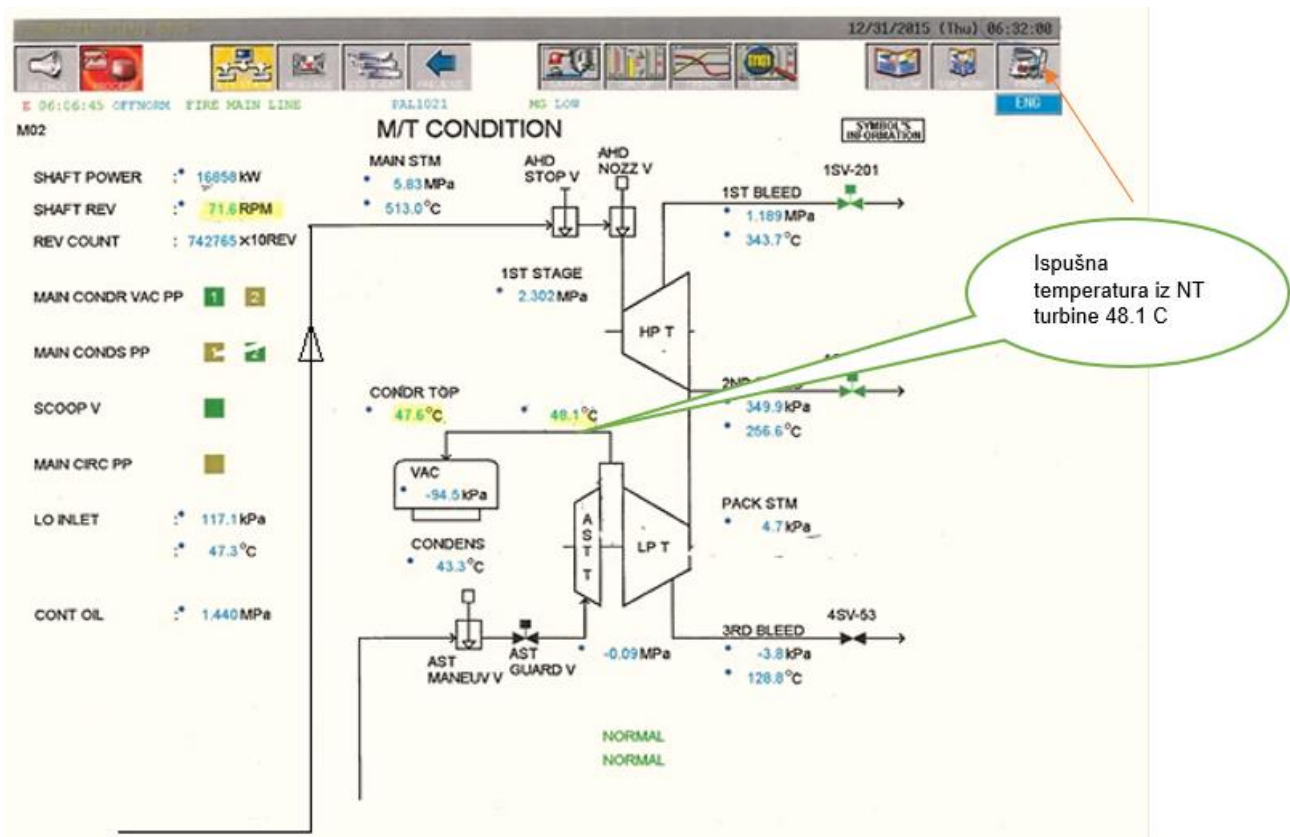 12/31/2015 (Thu) 06:32:00
E 06:06:45 OFFNORM FIRE MAIN LINE PAL1021 MG LOW
ENG
M02
M/T CONDITION
SYMBOL'S
INFORMATION
SHAFT POWER :• 16858 kW
SHAFT REV :• 71.6 RPM
REV COUNT : 742765 ×10REV
MAIN CONDR VAC PP 1 2
MAIN CONDS PP 2
SCOOP V
MAIN CIRC PP
LO INLET :• 117.1 kPa
:• 47.3°C
CONT OIL :• 1.440 MPa
MAIN STM
• 5.83 MPa
• 513.0°C
AHD
STOP V
AHD
NOZZ V
1ST STAGE
• 2.302 MPa
1ST BLEED
• 1.189 MPa
• 343.7°C
1SV-201
HP T
Ispušna
temperatura iz NT
turbine 48.1 C
• 349.9 kPa
• 256.6°C
CONDR TOP
• 47.6°C
• 48.1°C
VAC
• -94.5 kPa
CONDENS
• 43.3°C
AST T
LP T
PACK STM
• 4.7 kPa
AST
MANEUV V
AST
GUARD V
• -0.09 MPa
3RD BLEED
• -3.8 kPa
• 128.8°C
4SV-53
NORMAL
NORMAL